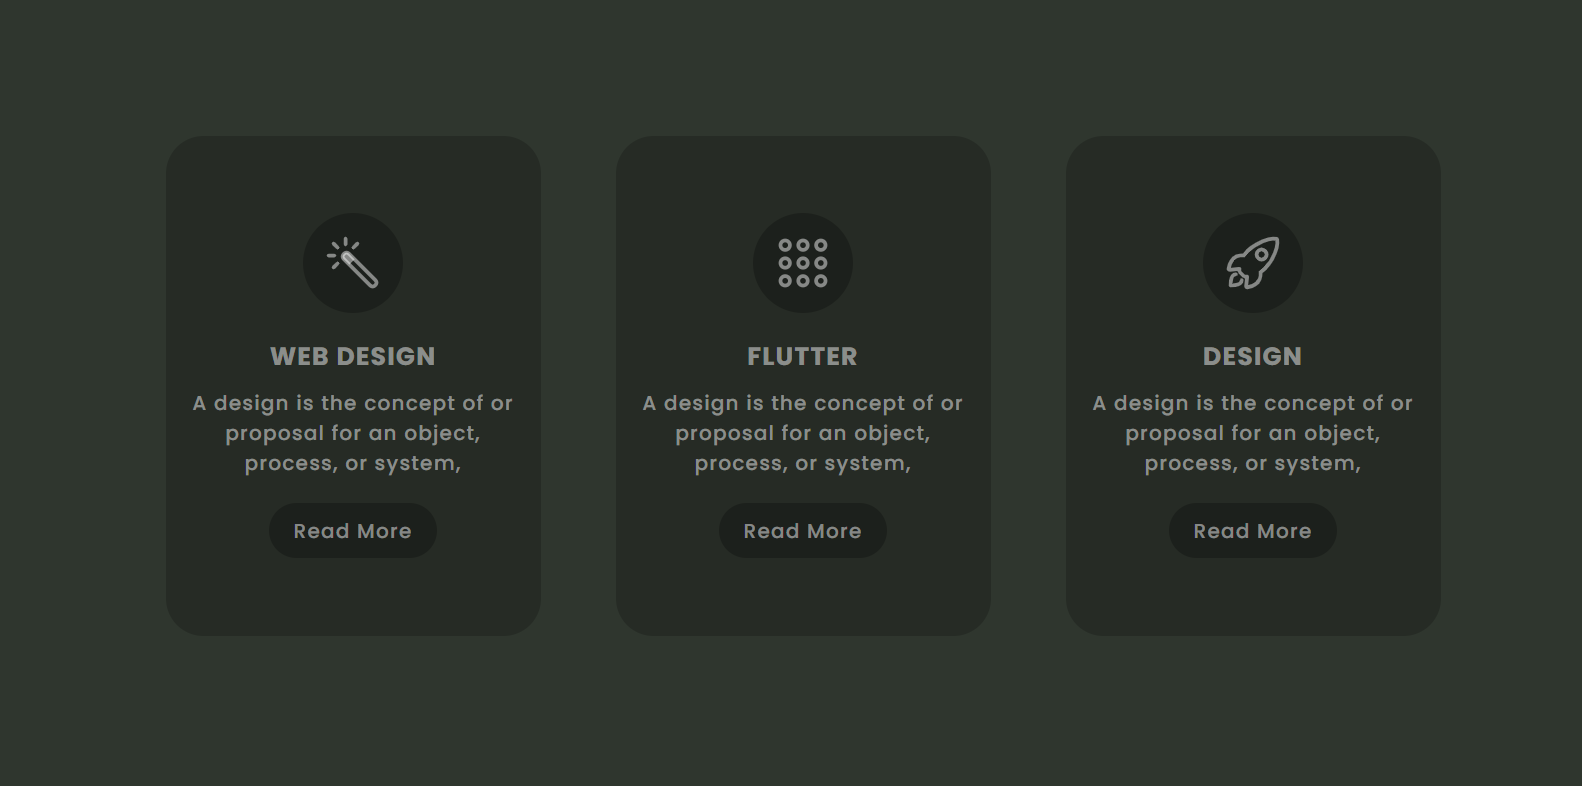 WEB DESIGN
A design is the concept of or
proposal for an object,
process, or system,
Read More
FLUTTER
A design is the concept of or
proposal for an object,
process, or system,
Read More
DESIGN
A design is the concept of or
proposal for an object,
process, or system,
Read More